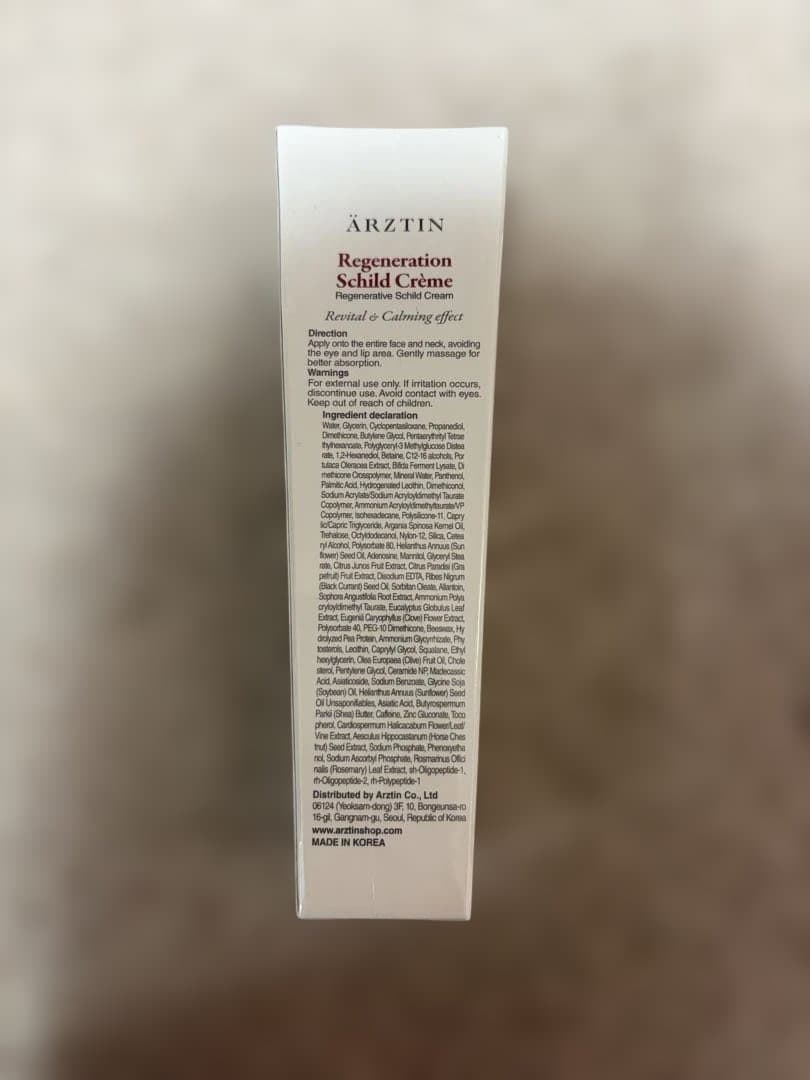 ÄRZTIN
Regeneration
Schild Crème
Regenerative Schild Cream
Revital & Calming effect
Direction
Apply onto the entire face and neck, avoiding
the eye and lip area. Gently massage for
better absorption.
Warnings
For external use only. If irritation occurs,
discontinue use. Avoid contact with eyes.
Keep out of reach of children.
Ingredient declaration
Water, Glycerin, Cyclopentasiloxane, Propanediol,
Dimethicone, Butylene Glycol, Pentaerythrityl Tetrae
thylhexanoate, Polyglyceryl-3 Methylglucose Distea
rate, 1,2-Hexanediol, Betaine, C12-16 alcohols, Por
tulaca Oleracea Extract, Bifida Ferment Lysate, Di
methicone Crosspolymer, Mineral Water, Panthenol,
Palmitic Acid, Hydrogenated Lecithin, Dimethiconol,
Sodium Acrylate/Sodium Acryloyldimethyl Taurate
Copolymer, Ammonium Acryloyldimethyltaurate/VP
Copolymer, Isohexadecane, Polysilicone-11, Capry
lic/Capric Triglyceride, Argania Spinosa Kernel Oil,
Trehalose, Octyldodecanol, Nylon-12, Silica, Cetea
ryl Alcohol, Polysorbate 80, Helianthus Annuus (Sun
flower) Seed Oil, Adenosine, Mannitol, Glyceryl Stea
rate, Citrus Junos Fruit Extract, Citrus Paradisi (Gra
pefruit) Fruit Extract, Disodium EDTA, Ribes Nigrum
(Black Currant) Seed Oil, Sorbitan Oleate, Allantoin,
Sophora Angustifolia Root Extract, Ammonium Polya
cryloyldimethyl Taurate, Eucalyptus Globulus Leaf
Extract, Eugenia Caryophyllus (Clove) Flower Extract,
Polysorbate 40, PEG-10 Dimethicone, Beeswax, Hy
drolyzed Pea Protein, Ammonium Glycyrrhizate, Phy
tosterols, Lecithin, Caprylyl Glycol, Squalane, Ethyl
hexylglycerin, Olea Europaea (Olive) Fruit Oil, Chole
sterol, Pentylene Glycol, Ceramide NP, Madecassic
Acid, Asiaticoside, Sodium Benzoate, Glycine Soja
(Soybean) Oil, Helianthus Annuus (Sunflower) Seed
Oil Unsaponifiables, Asiatic Acid, Butyrospermum
Parkii (Shea) Butter, Caffeine, Zinc Gluconate, Toco
pherol, Cardiospermum Halicacabum Flower/Leaf/
Vine Extract, Aesculus Hippocastanum (Horse Ches
tnut) Seed Extract, Sodium Phosphate, Phenoxyetha
nol, Sodium Ascorbyl Phosphate, Rosmarinus Offici
nalis (Rosemary) Leaf Extract, sh-Oligopeptide-1,
rh-Oligopeptide-2, rh-Polypeptide-1
Distributed by Arztin Co., Ltd
06124 (Yeoksam-dong) 3F, 10, Bongeunsa-ro
16-gil, Gangnam-gu, Seoul, Republic of Korea
www.arztinshop.com
MADE IN KOREA